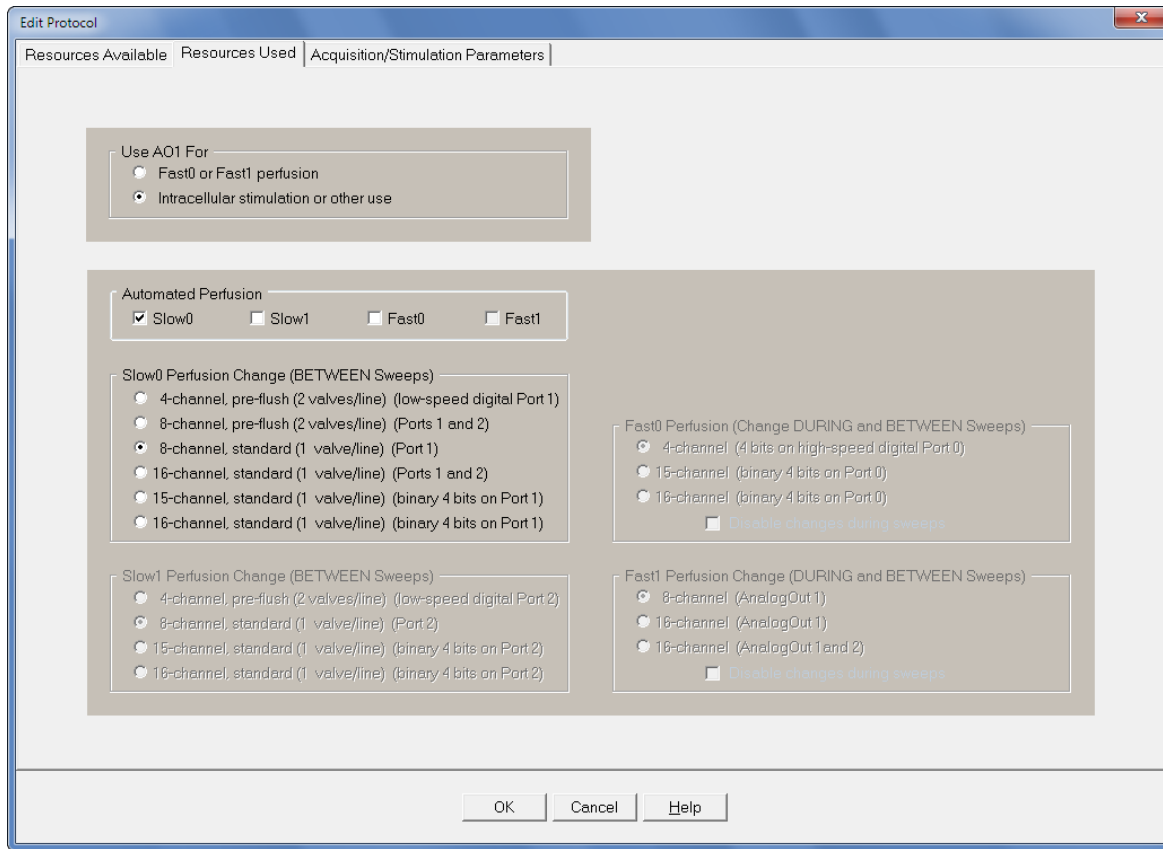 Edit Protocol
Resources Available Resources Used Acquisition/Stimulation Parameters
Use AO1 For
Fast0 or Fast1 perfusion
Intracellular stimulation or other use
Automated Perfusion
Slow0 Slow1 Fast0 Fast1
Slow0 Perfusion Change (BETWEEN Sweeps)
4-channel, pre-flush (2 valves/line) (low-speed digital Port 1)
8-channel, pre-flush (2 valves/line) (Ports 1 and 2)
8-channel, standard (1 valve/line) (Port 1)
16-channel, standard (1 valve/line) (Ports 1 and 2)
15-channel, standard (1 valve/line) (binary 4 bits on Port 1)
16-channel, standard (1 valve/line) (binary 4 bits on Port 1)
Fast0 Perfusion (Change DURING and BETWEEN Sweeps)
4-channel (4 bits on high-speed digital Port 0)
15-channel (binary 4 bits on Port 0)
16-channel (binary 4 bits on Port 0)
Disable changes during sweeps
Slow1 Perfusion Change (BETWEEN Sweeps)
4-channel, pre-flush (2 valves/line) (low-speed digital Port 2)
8-channel, standard (1 valve/line) (Port 2)
15-channel, standard (1 valve/line) (binary 4 bits on Port 2)
16-channel, standard (1 valve/line) (binary 4 bits on Port 2)
Fast1 Perfusion Change (DURING and BETWEEN Sweeps)
8-channel (AnalogOut 1)
16-channel (AnalogOut 1)
16-channel (AnalogOut 1and 2)
Disable changes during sweeps
OK Cancel Help